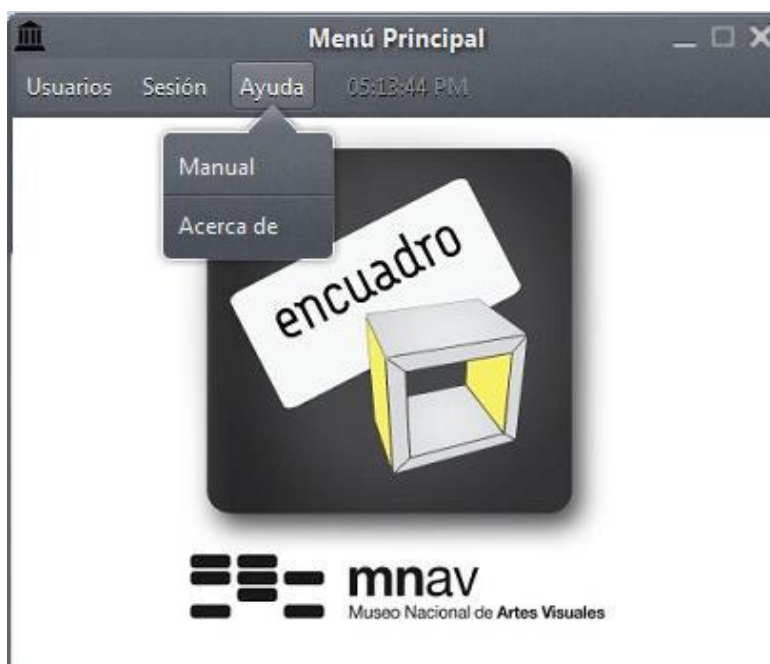 Menú Principal
Usuarios Sesión Ayuda 05:13:44 PM
Manual
Acerca de
encuadro
mnav
Museo Nacional de Artes Visuales